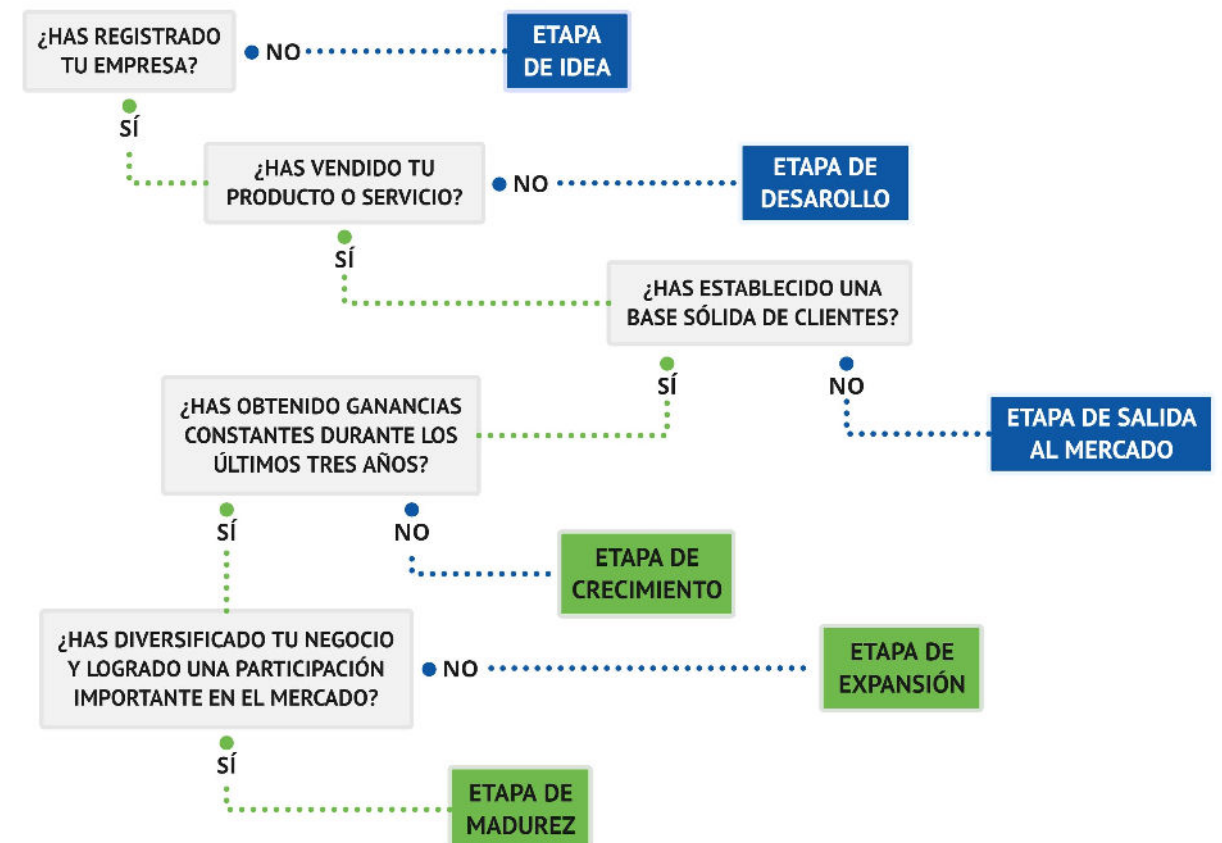 ¿HAS REGISTRADO
TU EMPRESA?
NO
ETAPA
DE IDEA
SÍ
¿HAS VENDIDO TU
PRODUCTO O SERVICIO?
NO
ETAPA DE
DESAROLLO
SÍ
¿HAS ESTABLECIDO UNA
BASE SÓLIDA DE CLIENTES?
SÍ
NO
ETAPA DE SALIDA
AL MERCADO
¿HAS OBTENIDO GANANCIAS
CONSTANTES DURANTE LOS
ÚLTIMOS TRES AÑOS?
SÍ
NO
ETAPA DE
CRECIMIENTO
¿HAS DIVERSIFICADO TU NEGOCIO
Y LOGRADO UNA PARTICIPACIÓN
IMPORTANTE EN EL MERCADO?
NO
ETAPA DE
EXPANSIÓN
SÍ
ETAPA DE
MADUREZ